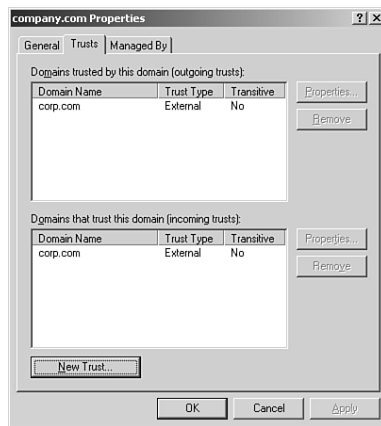 company.com Properties
General Trusts Managed By
Domains trusted by this domain (outgoing trusts):
Domain Name Trust Type Transitive
corp.com External No
Properties...
Remove
Domains that trust this domain (incoming trusts):
Domain Name Trust Type Transitive
corp.com External No
Properties...
Remove
New Trust...
OK Cancel Apply